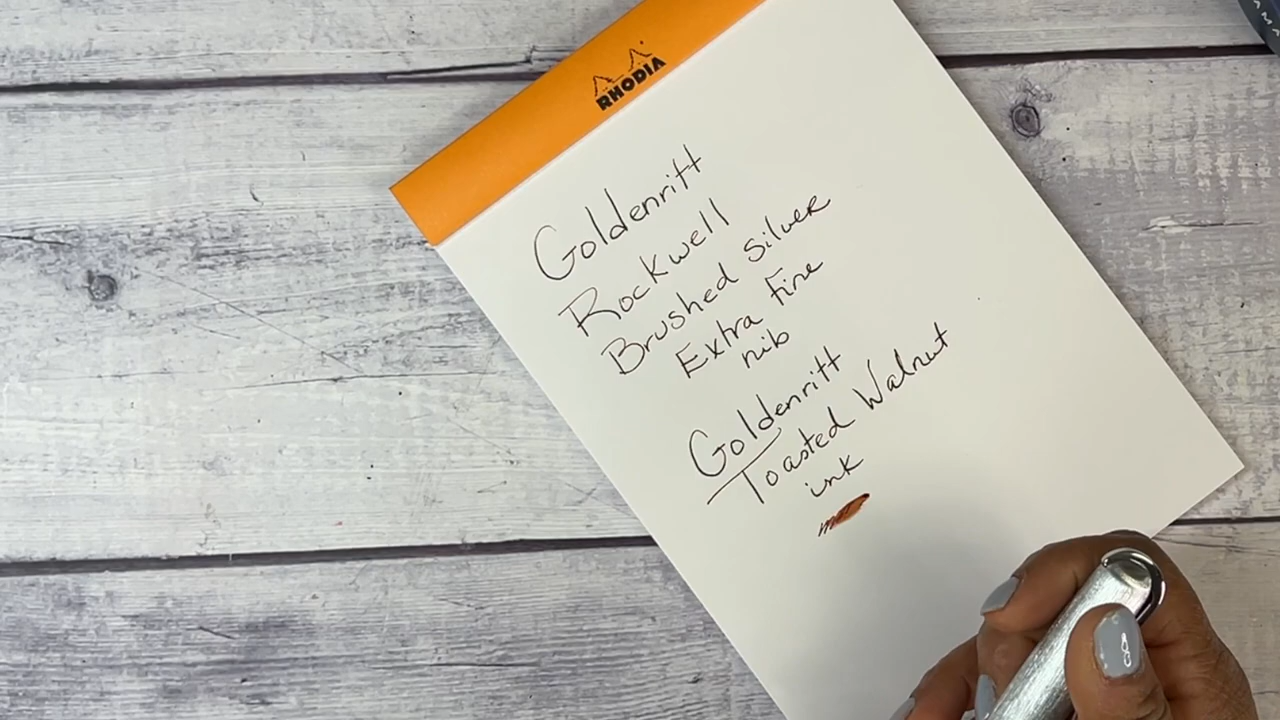 RHODIA
Goldenritt
Rockwell
Brushed Silver
Extra Fine
nib
Goldenritt
Toasted Walnut
ink